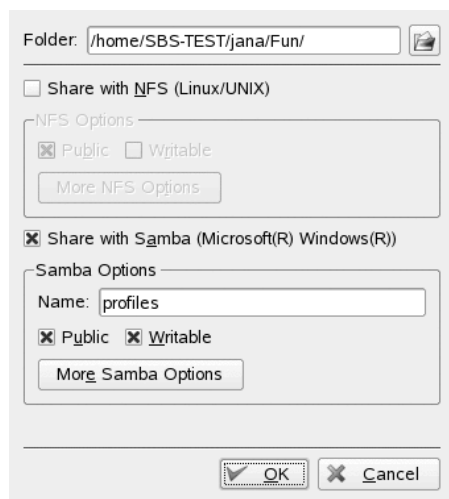 Folder: /home/SBS-TEST/jana/Fun/
Share with NFS (Linux/UNIX)
NFS Options
Public Writable
More NFS Options
Share with Samba (Microsoft(R) Windows(R))
Samba Options
Name: profiles
Public Writable
More Samba Options
OK Cancel